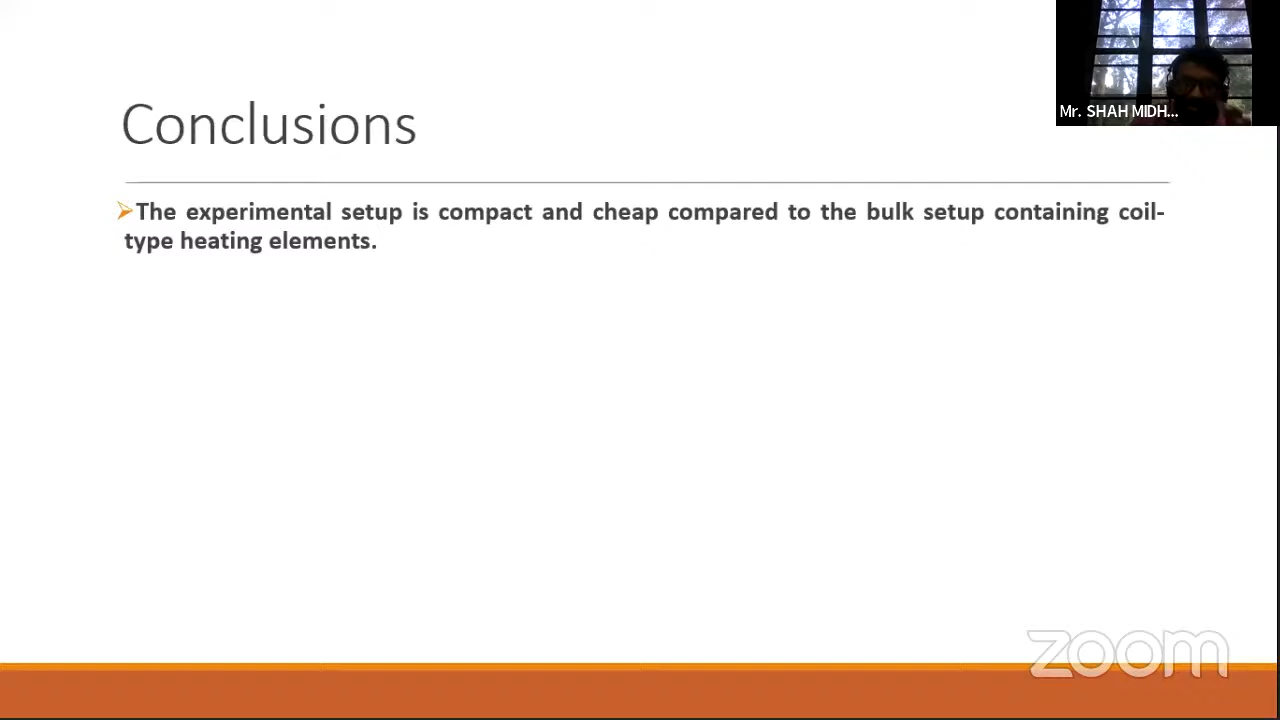 Mr. SHAH MIDH...
Conclusions
➢The experimental setup is compact and cheap compared to the bulk setup containing coil-
type heating elements.
zoom